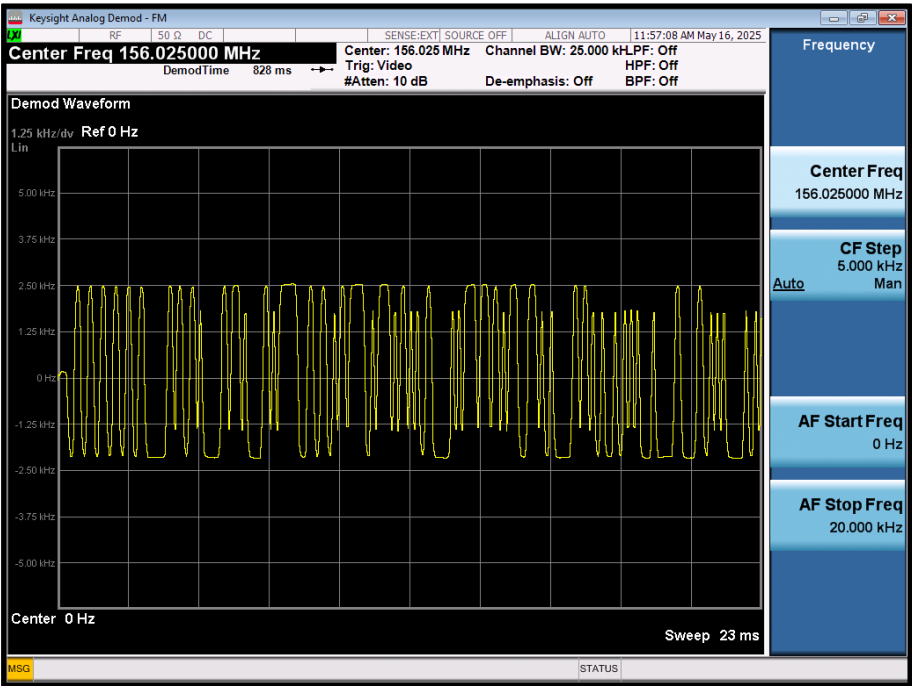 Keysight Analog Demod - FM
LXI RF 50 Ω DC SENSE:EXT SOURCE OFF ALIGN AUTO 11:57:08 AM May 16, 2025
Center Freq 156.025000 MHz
DemodTime 828 ms
Center: 156.025 MHz Channel BW: 25.000 kHz LPF: Off
Trig: Video HPF: Off
#Atten: 10 dB De-emphasis: Off BPF: Off
Demod Waveform
1.25 kHz/dv Ref 0 Hz
Lin
5.00 kHz
3.75 kHz
2.50 kHz
1.25 kHz
0 Hz
-1.25 kHz
-2.50 kHz
-3.75 kHz
-5.00 kHz
Center 0 Hz
Sweep 23 ms
Frequency
Center Freq
156.025000 MHz
CF Step
5.000 kHz
Auto Man
AF Start Freq
0 Hz
AF Stop Freq
20.000 kHz
MSG STATUS